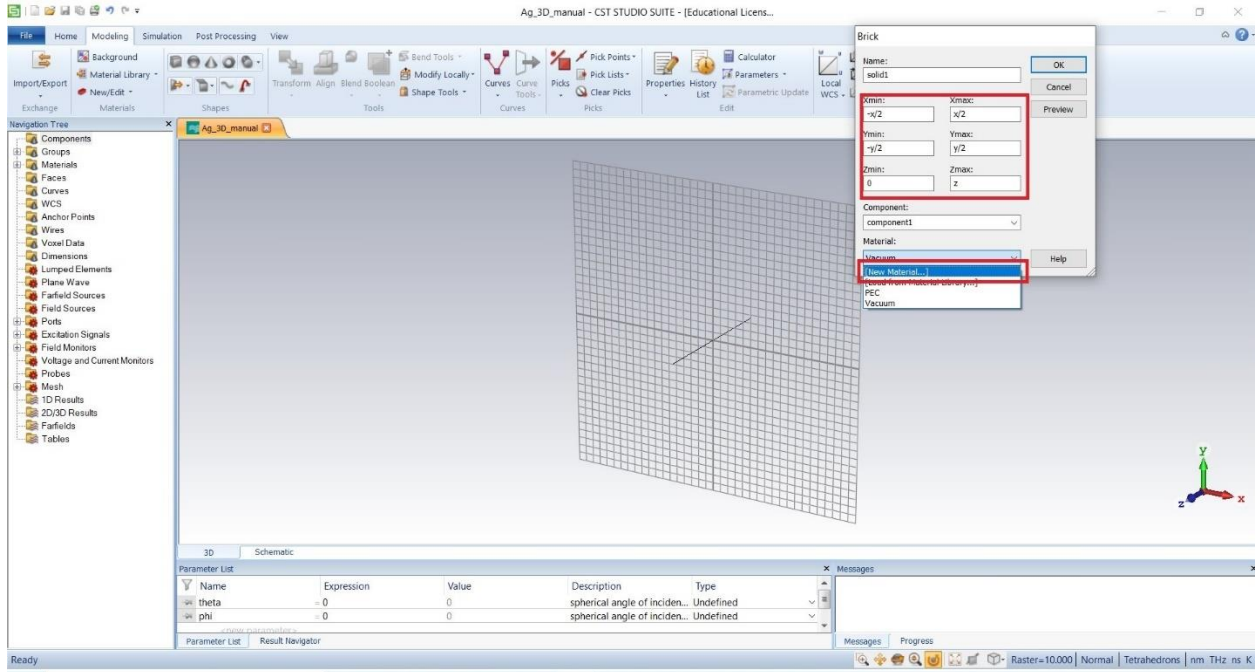 Ag_3D_manual - CST STUDIO SUITE - [Educational Licens...
File Home Modeling Simulation Post Processing View
Import/Export
Exchange
Background
Material Library
New/Edit
Materials
Shapes
Transform Align Blend Boolean
Bend Tools
Modify Locally
Shape Tools
Tools
Curves Curve Tools
Curves
Picks
Pick Points
Pick Lists
Clear Picks
Picks
Properties History List
Calculator
Parameters
Parametric Update
Edit
Local WCS
Brick
Name:
solid1
OK
Cancel
Preview
Xmin: Xmax:
-x/2 x/2
Ymin: Ymax:
-y/2 y/2
Zmin: Zmax:
0 z
Component:
component1
Material:
Vacuum
Help
[New Material...]
[Load from Material Library...]
PEC
Vacuum
Navigation Tree
Components
Groups
Materials
Faces
Curves
WCS
Anchor Points
Wires
Voxel Data
Dimensions
Lumped Elements
Plane Wave
Farfield Sources
Field Sources
Ports
Excitation Signals
Field Monitors
Voltage and Current Monitors
Probes
Mesh
1D Results
2D/3D Results
Farfields
Tables
Ag_3D_manual
y
z x
3D Schematic
Parameter List
Name Expression Value Description Type
theta = 0 0 spherical angle of inciden... Undefined
phi = 0 0 spherical angle of inciden... Undefined
<new parameter>
Parameter List Result Navigator
Messages
Messages Progress
Ready
Raster=10.000 Normal Tetrahedrons nm THz ns K